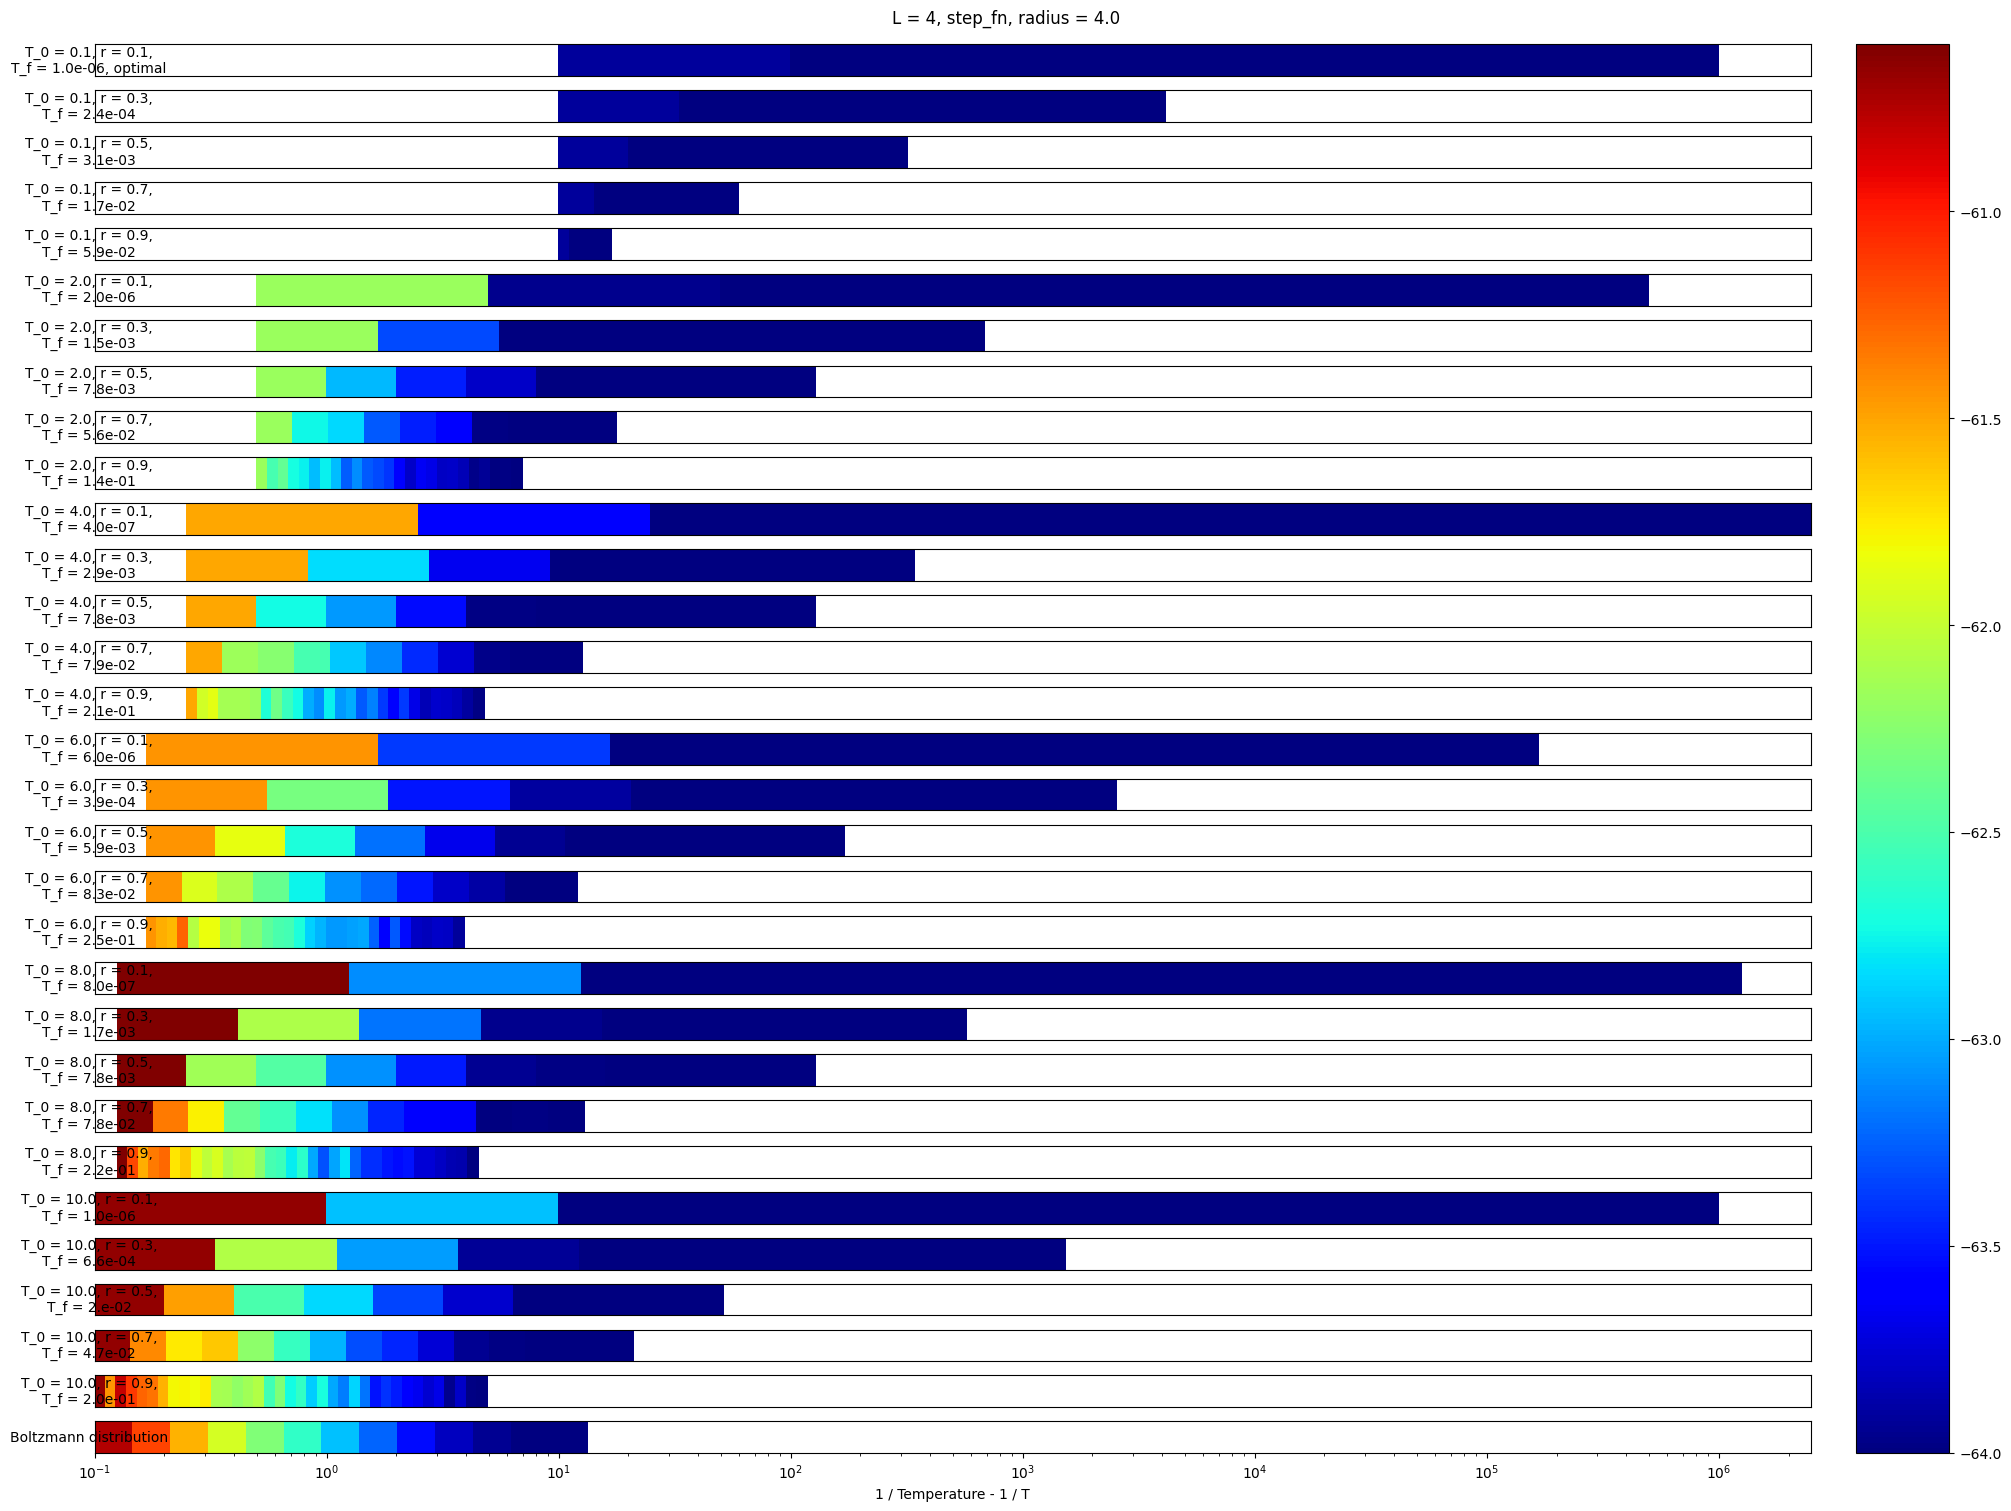 L = 4, step_fn, radius = 4.0
T_0 = 0.1, r = 0.1,
T_f = 1.0e-06, optimal
T_0 = 0.1, r = 0.3,
T_f = 2.4e-04
T_0 = 0.1, r = 0.5,
T_f = 3.1e-03
T_0 = 0.1, r = 0.7,
T_f = 1.7e-02
T_0 = 0.1, r = 0.9,
T_f = 5.9e-02
T_0 = 2.0, r = 0.1,
T_f = 2.0e-06
T_0 = 2.0, r = 0.3,
T_f = 1.5e-03
T_0 = 2.0, r = 0.5,
T_f = 7.8e-03
T_0 = 2.0, r = 0.7,
T_f = 5.6e-02
T_0 = 2.0, r = 0.9,
T_f = 1.4e-01
T_0 = 4.0, r = 0.1,
T_f = 4.0e-07
T_0 = 4.0, r = 0.3,
T_f = 2.9e-03
T_0 = 4.0, r = 0.5,
T_f = 7.8e-03
T_0 = 4.0, r = 0.7,
T_f = 7.9e-02
T_0 = 4.0, r = 0.9,
T_f = 2.1e-01
T_0 = 6.0, r = 0.1,
T_f = 6.0e-06
T_0 = 6.0, r = 0.3,
T_f = 3.9e-04
T_0 = 6.0, r = 0.5,
T_f = 5.9e-03
T_0 = 6.0, r = 0.7,
T_f = 8.3e-02
T_0 = 6.0, r = 0.9,
T_f = 2.5e-01
T_0 = 8.0, r = 0.1,
T_f = 8.0e-07
T_0 = 8.0, r = 0.3,
T_f = 1.7e-03
T_0 = 8.0, r = 0.5,
T_f = 7.8e-03
T_0 = 8.0, r = 0.7,
T_f = 7.8e-02
T_0 = 8.0, r = 0.9,
T_f = 2.2e-01
T_0 = 10.0, r = 0.1,
T_f = 1.0e-06
T_0 = 10.0, r = 0.3,
T_f = 6.6e-04
T_0 = 10.0, r = 0.5,
T_f = 2.e-02
T_0 = 10.0, r = 0.7,
T_f = 4.7e-02
T_0 = 10.0, r = 0.9,
T_f = 2.0e-01
Boltzmann distribution
10⁻¹ 10⁰ 10¹ 10² 10³ 10⁴ 10⁵ 10⁶
1 / Temperature - 1 / T
−61.0
−61.5
−62.0
−62.5
−63.0
−63.5
−64.0